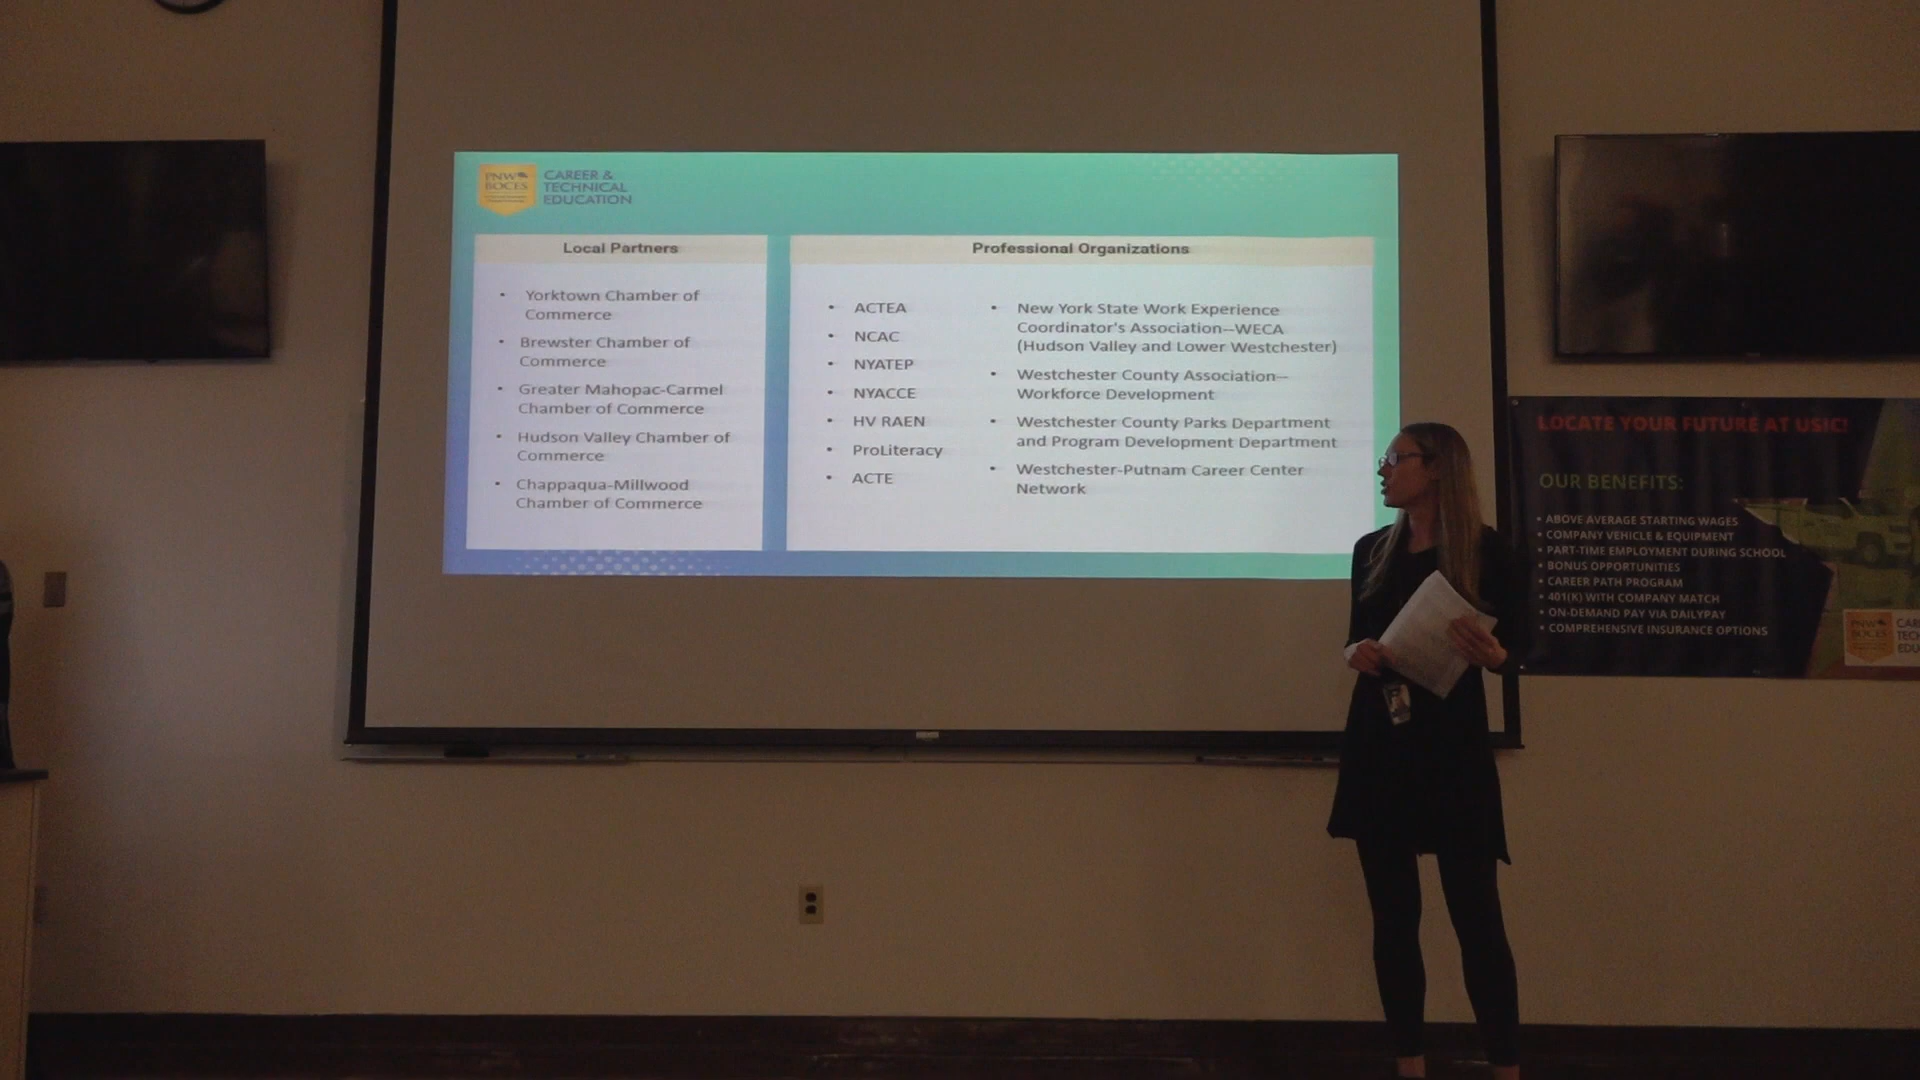 PNW
BOCES
CAREER &
TECHNICAL
EDUCATION
Local Partners
• Yorktown Chamber of
Commerce
• Brewster Chamber of
Commerce
• Greater Mahopac-Carmel
Chamber of Commerce
• Hudson Valley Chamber of
Commerce
• Chappaqua-Millwood
Chamber of Commerce
Professional Organizations
• ACTEA
• NCAC
• NYATEP
• NYACCE
• HV RAEN
• ProLiteracy
• ACTE
• New York State Work Experience
Coordinator's Association—WECA
(Hudson Valley and Lower Westchester)
• Westchester County Association—
Workforce Development
• Westchester County Parks Department
and Program Development Department
• Westchester-Putnam Career Center
Network
LOCATE YOUR FUTURE AT USIC!
OUR BENEFITS:
• ABOVE AVERAGE STARTING WAGES
• COMPANY VEHICLE & EQUIPMENT
• PART-TIME EMPLOYMENT DURING SCHOOL
• BONUS OPPORTUNITIES
• CAREER PATH PROGRAM
• 401(K) WITH COMPANY MATCH
• ON-DEMAND PAY VIA DAILYPAY
• COMPREHENSIVE INSURANCE OPTIONS
PNW
BOCES